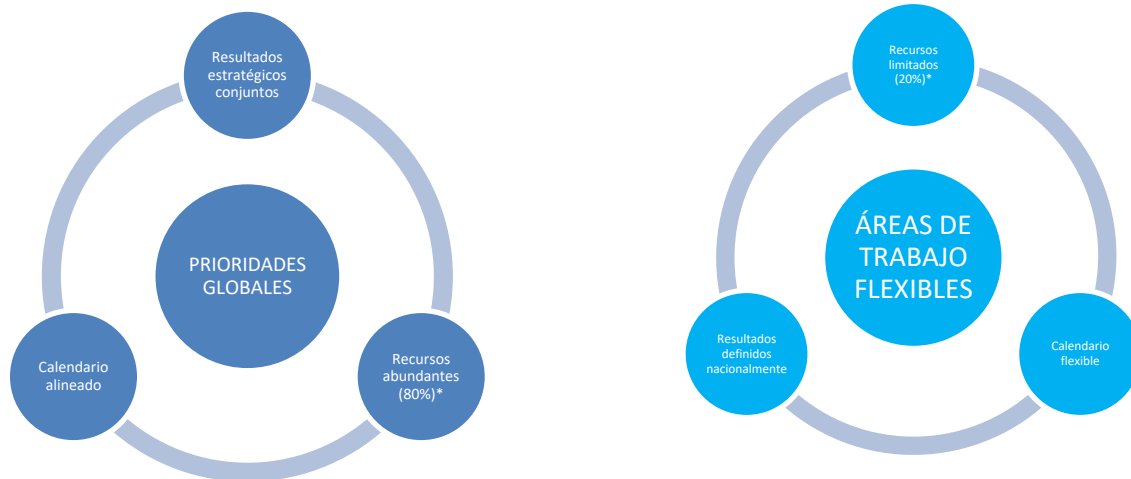 Resultados
estratégicos
conjuntos
PRIORIDADES
GLOBALES
Calendario
alineado
Recursos
abundantes
(80%)*
Recursos
limitados
(20%)*
ÁREAS DE
TRABAJO
FLEXIBLES
Resultados
definidos
nacionalmente
Calendario
flexible